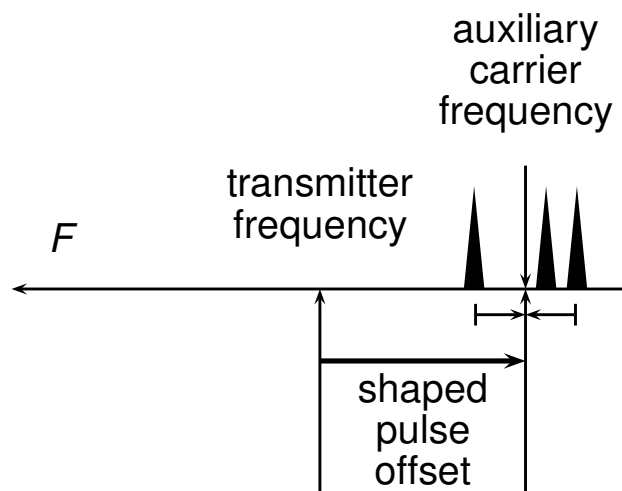 auxiliary
carrier
frequency
transmitter
frequency
F
shaped
pulse
offset